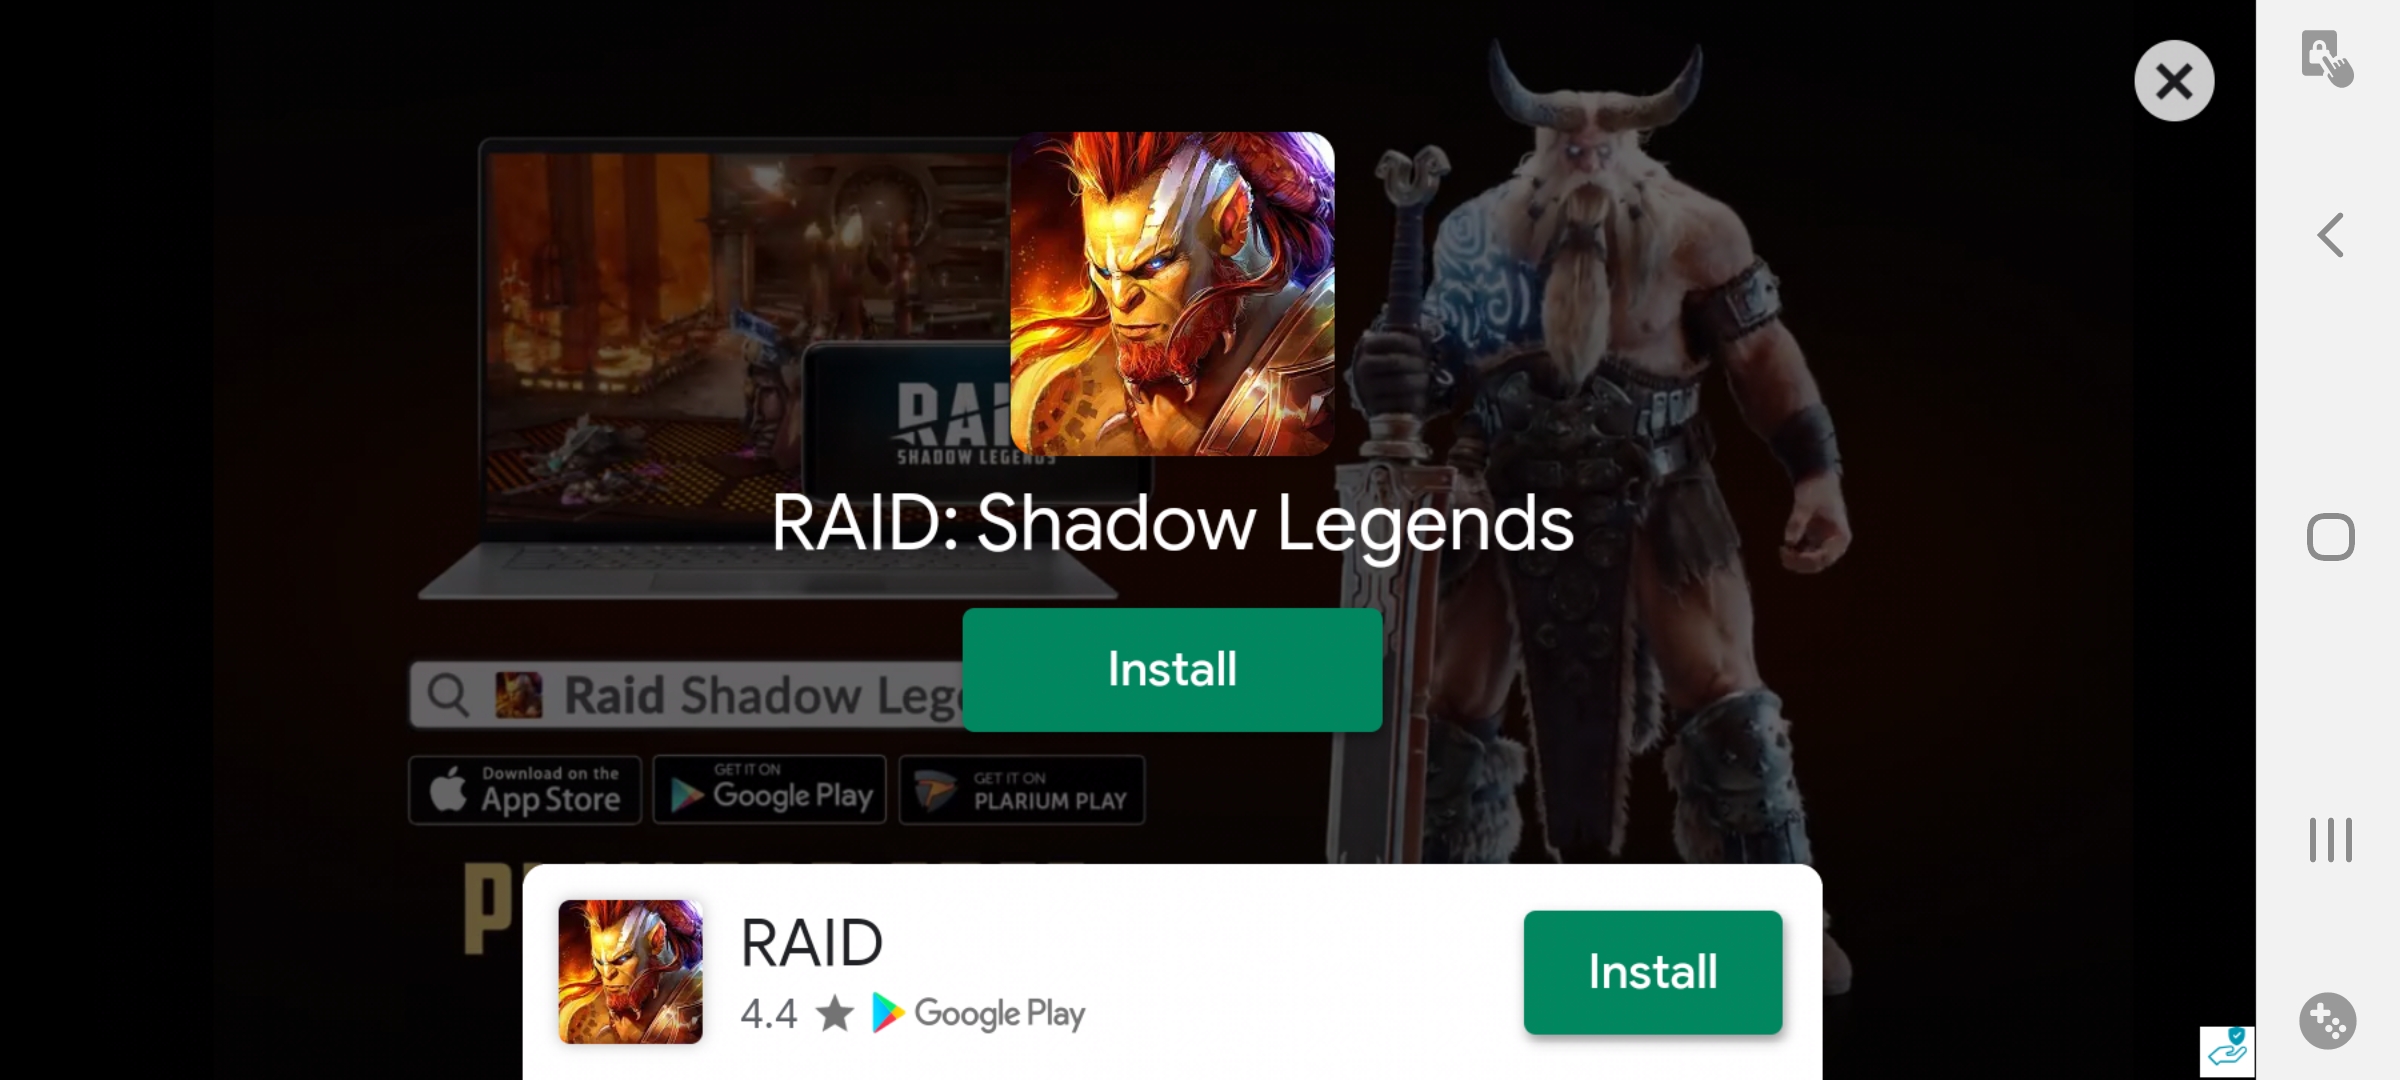 RAI
SHADOW LEGENDS
RAID: Shadow Legends
Install
Raid Shadow Lege
Download on the
App Store
GET IT ON
Google Play
GET IT ON
PLARIUM PLAY
P
RAID
4.4
Google Play
Install